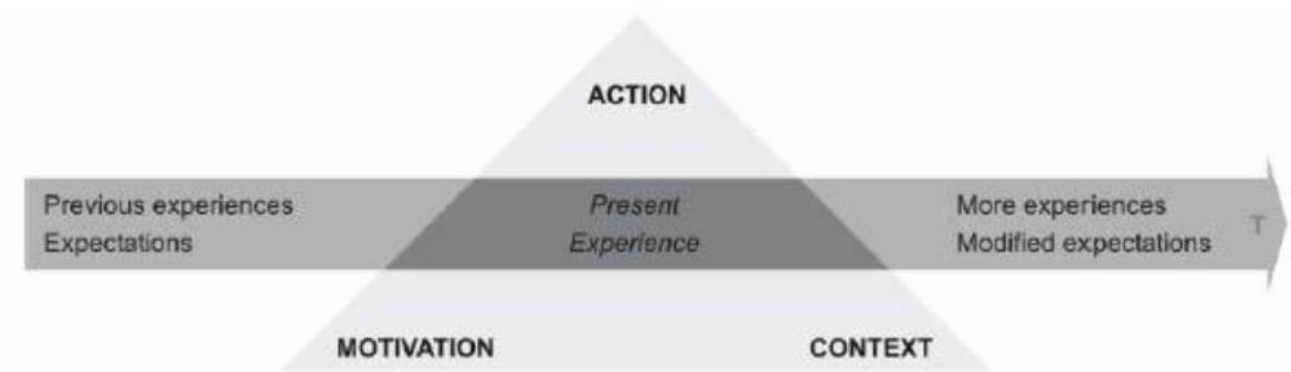 ACTION
Previous experiences
Expectations
Present
Experience
More experiences
Modified expectations
T
MOTIVATION
CONTEXT